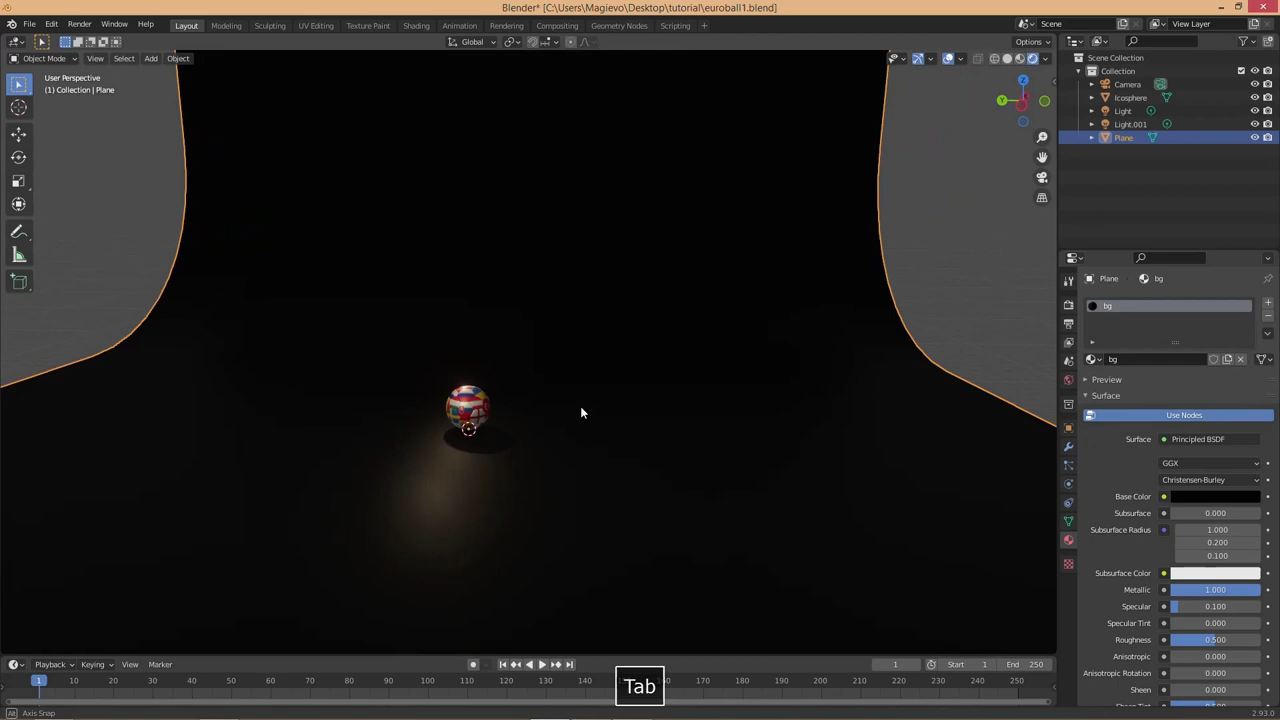 Blender* [C:\Users\Magievo\Desktop\tutorial\euroball1.blend]
File Edit Render Window Help Layout Modeling Sculpting UV Editing Texture Paint Shading Animation Rendering Compositing Geometry Nodes Scripting + Scene View Layer
Global Options
Object Mode View Select Add Object
User Perspective
(1) Collection | Plane
Z
Y
Scene Collection
Collection
Camera
Icosphere
Light
Light.001
Plane
Plane bg
bg
bg
Preview
Surface
Use Nodes
Surface Principled BSDF
GGX
Christensen-Burley
Base Color
Subsurface 0.000
Subsurface Radius 1.000
0.200
0.100
Subsurface Color
Metallic 1.000
Specular 0.100
Specular Tint 0.000
Roughness 0.500
Anisotropic 0.000
Anisotropic Rotation 0.000
Sheen 0.000
Playback Keying View Marker 1 Start 1 End 250
1 10 20 30 40 50 60 70 80 90 100 110 120 130 140 150 160 170 180 190 200 210 220 230 240 250
Tab
Axis Snap 2.93.0